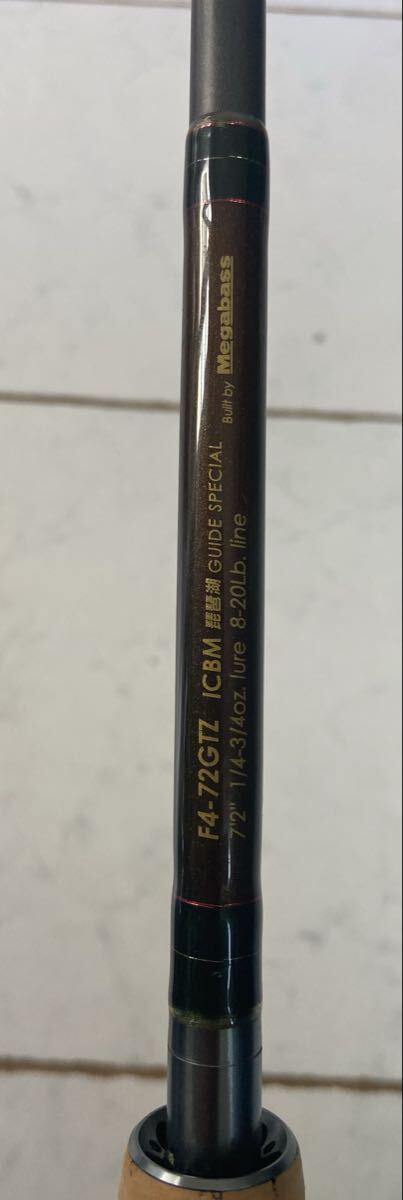 F4-72GTZ ICBM 琵琶湖 GUIDE SPECIAL Built by Megabass
7'2" 1/4-3/4oz. lure 8-20Lb. line